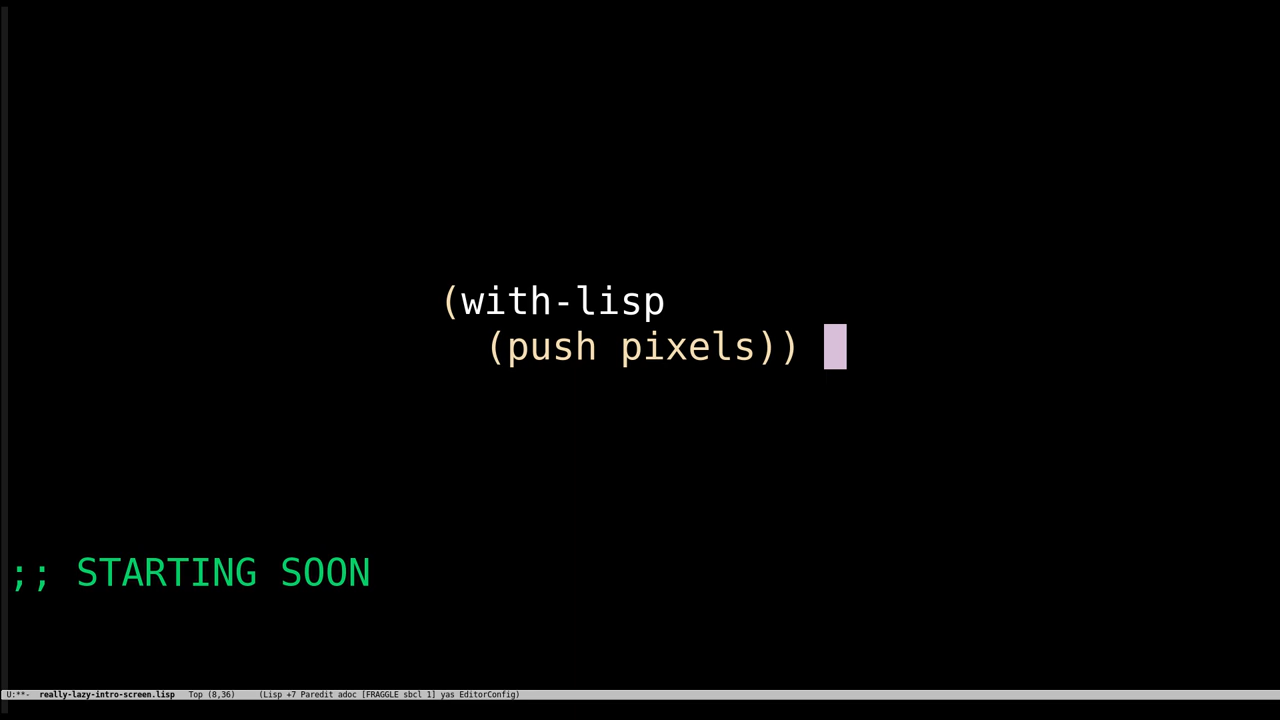 (with-lisp
(push pixels))
;; STARTING SOON
U:**- really-lazy-intro-screen.lisp Top (8,36) (Lisp +7 Paredit adoc [FRAGGLE sbcl 1] yas EditorConfig)